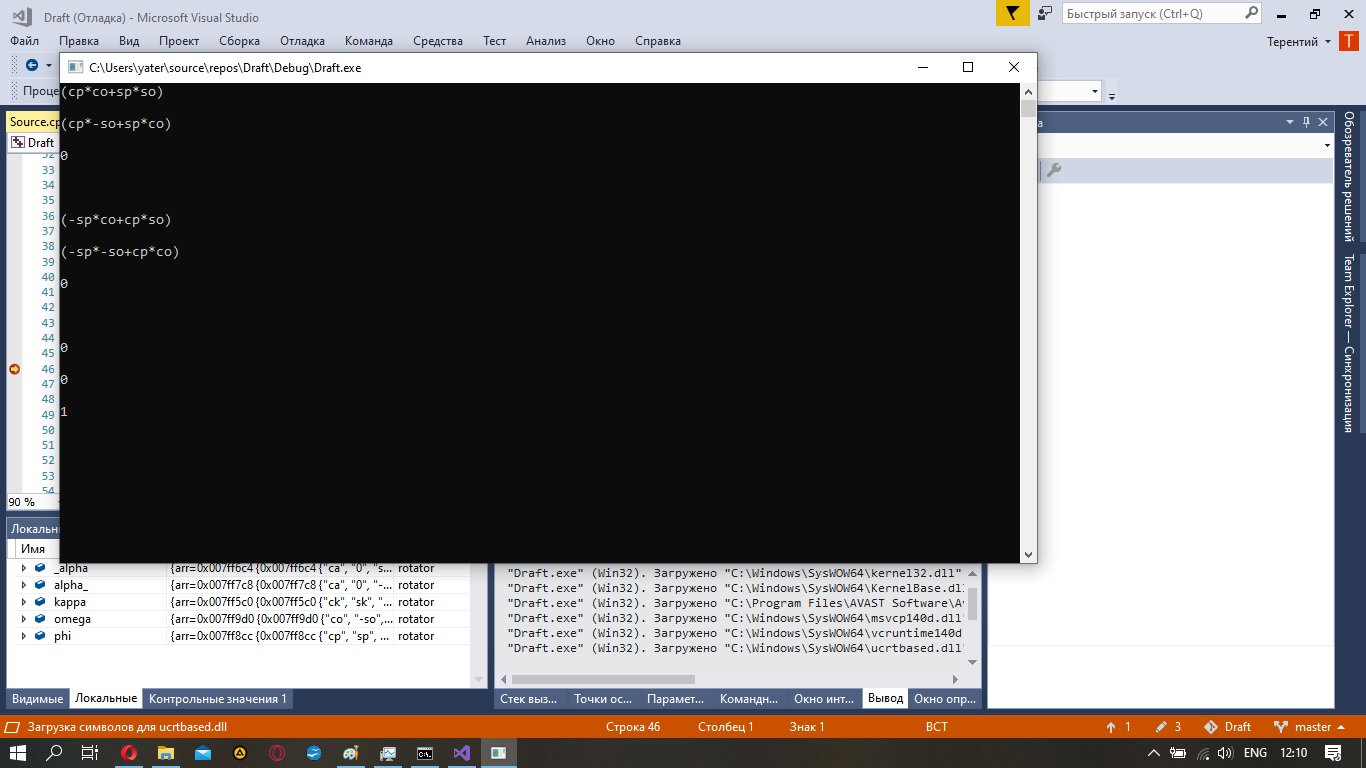 Draft (Отладка) - Microsoft Visual Studio
Быстрый запуск (Ctrl+Q)
Файл Правка Вид Проект Сборка Отладка Команда Средства Тест Анализ Окно Справка
Терентий T
C:\Users\yater\source\repos\Draft\Debug\Draft.exe
Source.cp
Draft
(cp*co+sp*so)
(cp*-so+sp*co)
0
(-sp*co+cp*so)
(-sp*-so+cp*co)
0
0
0
1
32
33
34
35
36
37
38
39
40
41
42
43
44
45
46
47
48
49
50
51
52
53
54
90 %
Обозреватель решений
Team Explorer — Синхронизация
Имя
_alpha {arr=0x007ff6c4 {0x007ff6c4 {"ca", "0", "s... rotator
alpha_ {arr=0x007ff7c8 {0x007ff7c8 {"ca", "0", "-... rotator
kappa {arr=0x007ff5c0 {0x007ff5c0 {"ck", "sk", "... rotator
omega {arr=0x007ff9d0 {0x007ff9d0 {"co", "-so",... rotator
phi {arr=0x007ff8cc {0x007ff8cc {"cp", "sp", ... rotator
"Draft.exe" (Win32). Загружено "C:\Windows\SysWOW64\kernel32.dll"
"Draft.exe" (Win32). Загружено "C:\Windows\SysWOW64\KernelBase.dl
"Draft.exe" (Win32). Загружено "C:\Program Files\AVAST Software\Av
"Draft.exe" (Win32). Загружено "C:\Windows\SysWOW64\msvcp140d.dll"
"Draft.exe" (Win32). Загружено "C:\Windows\SysWOW64\vcruntime140d
"Draft.exe" (Win32). Загружено "C:\Windows\SysWOW64\ucrtbased.dll"
Видимые Локальные Контрольные значения 1
Стек выз... Точки ос... Парамет... Командн... Окно инт... Вывод Окно опр...
Загрузка символов для ucrtbased.dll Строка 46 Столбец 1 Знак 1 ВСТ 1 3 Draft master
ENG 12:10